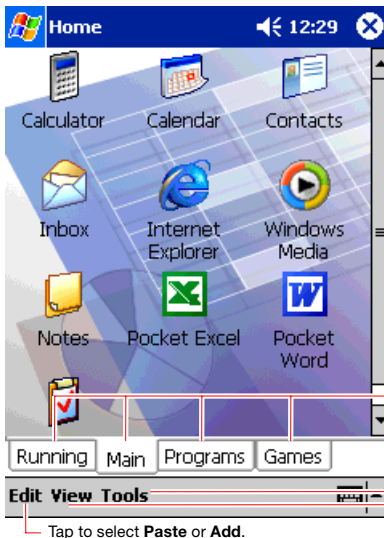 Home 12:29
Calculator Calendar Contacts
Inbox Internet Explorer Windows Media
Notes Pocket Excel Pocket Word
Running Main Programs Games
Edit View Tools
Tap to select Paste or Add.